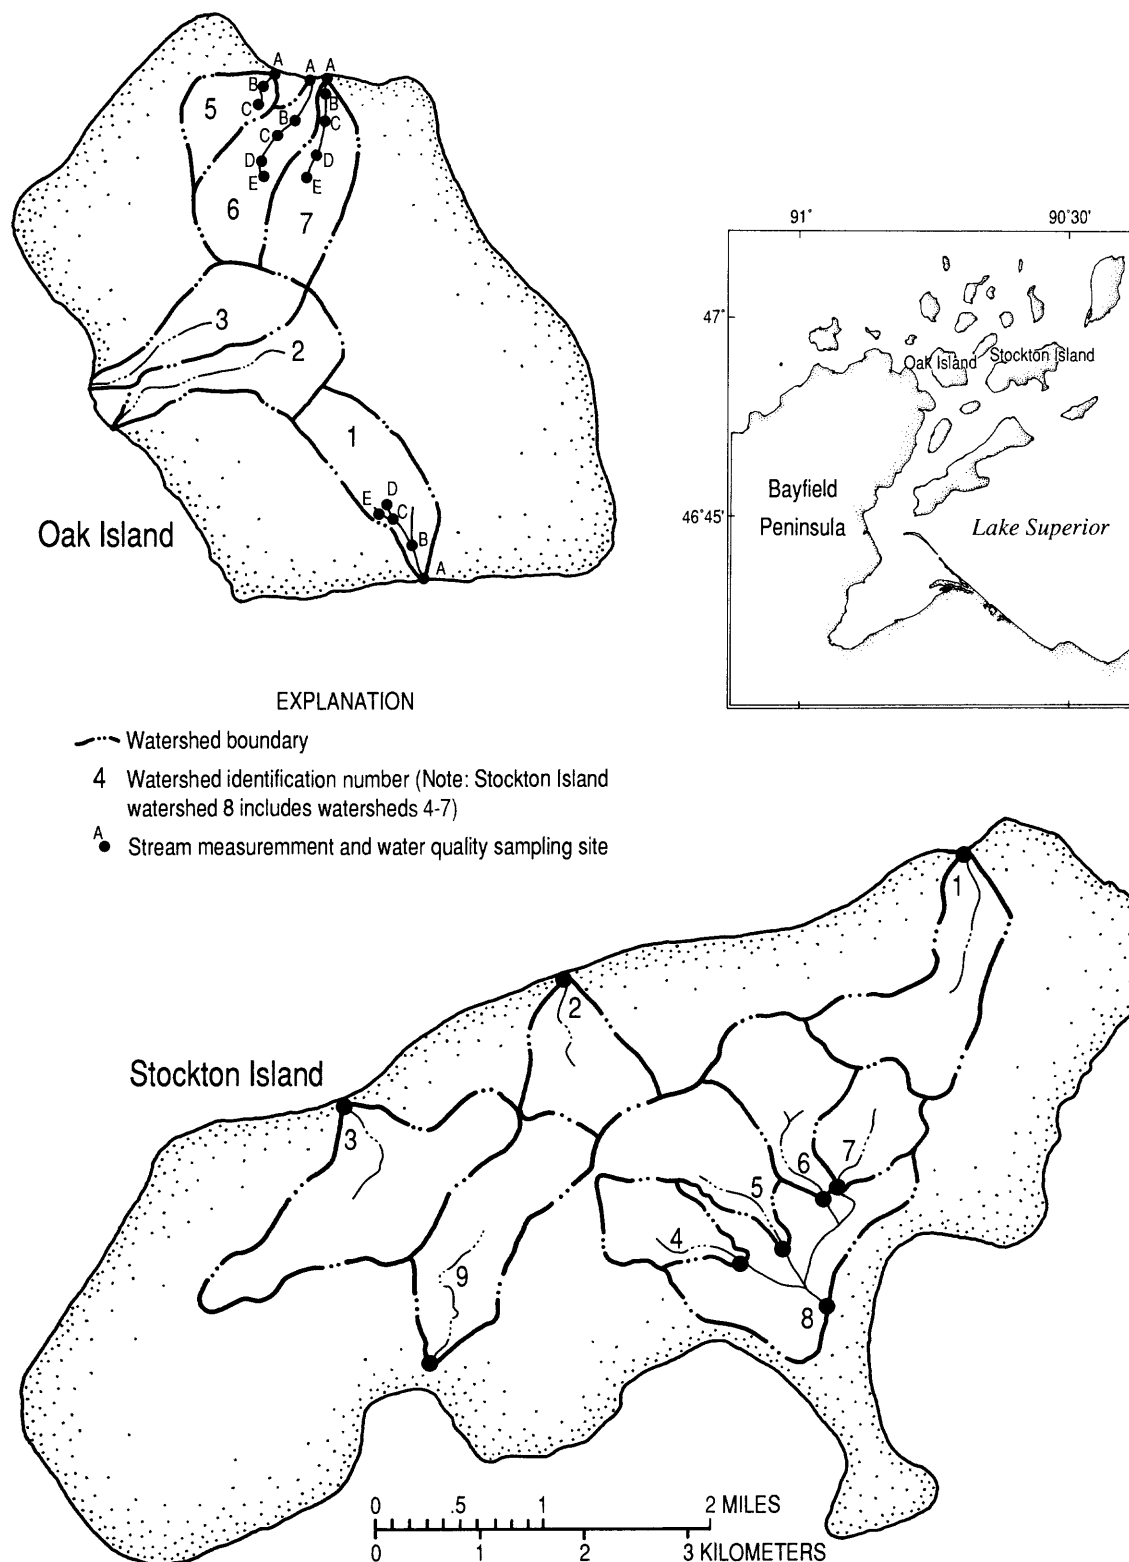 A
A
A
B
C
5
B
C
D
E
B
C
D
E
6
7
3
2
1
D
E
C
B
A
Oak Island
91°
90°30'
47°
Oak Island
Stockton Island
Bayfield
Peninsula
46°45'
Lake Superior
EXPLANATION
Watershed boundary
4 Watershed identification number (Note: Stockton Island
watershed 8 includes watersheds 4-7)
A
Stream measuremment and water quality sampling site
1
2
Stockton Island
3
7
6
5
4
9
8
0 .5 1 2 MILES
0 1 2 3 KILOMETERS